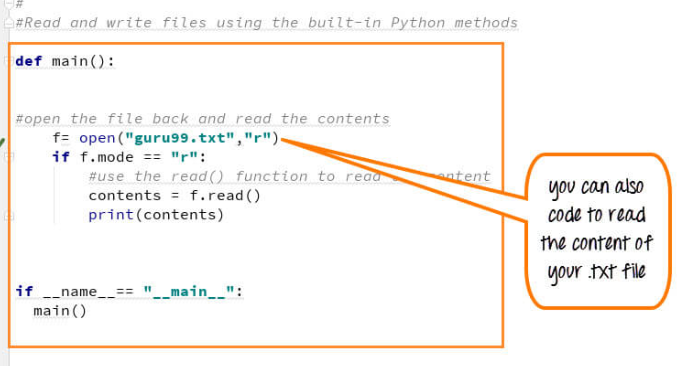 #
#Read and write files using the built-in Python methods
def main():
#open the file back and read the contents
f= open("guru99.txt","r")
if f.mode == "r":
#use the read() function to read content
contents = f.read()
print(contents)
if __name__== "__main__":
main()
you can also
code to read
the content of
your .txt file